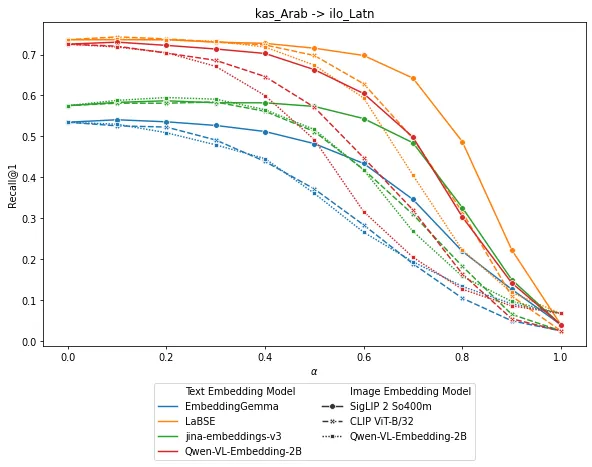 kas_Arab -> ilo_Latn
Recall@1
0.7
0.6
0.5
0.4
0.3
0.2
0.1
0.0
0.0 0.2 0.4 0.6 0.8 1.0
α
Text Embedding Model Image Embedding Model
EmbeddingGemma SigLIP 2 So400m
LaBSE CLIP ViT-B/32
jina-embeddings-v3 Qwen-VL-Embedding-2B
Qwen-VL-Embedding-2B